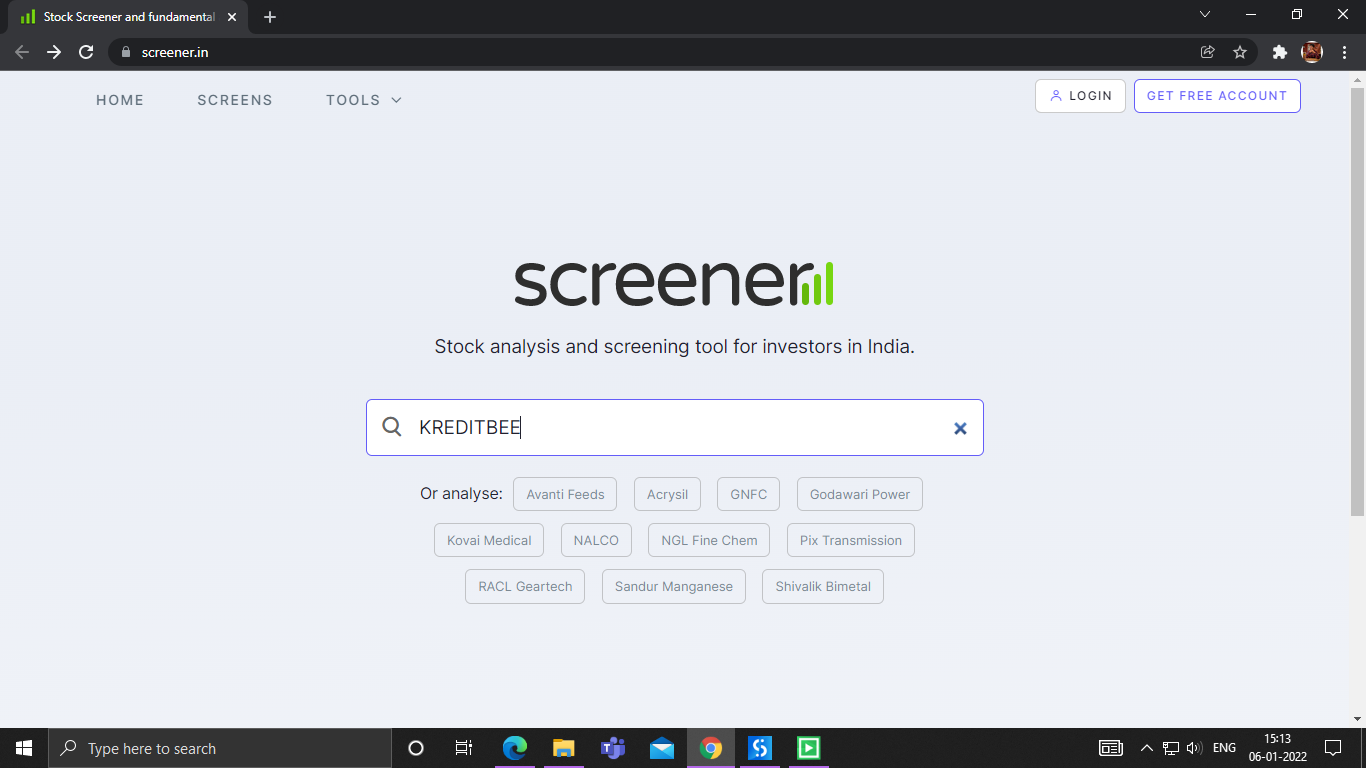 Stock Screener and fundamental
screener.in
HOME SCREENS TOOLS LOGIN GET FREE ACCOUNT
screener
Stock analysis and screening tool for investors in India.
KREDITBEE
Or analyse: Avanti Feeds Acrysil GNFC Godawari Power
Kovai Medical NALCO NGL Fine Chem Pix Transmission
RACL Geartech Sandur Manganese Shivalik Bimetal
Type here to search
ENG
15:13
06-01-2022